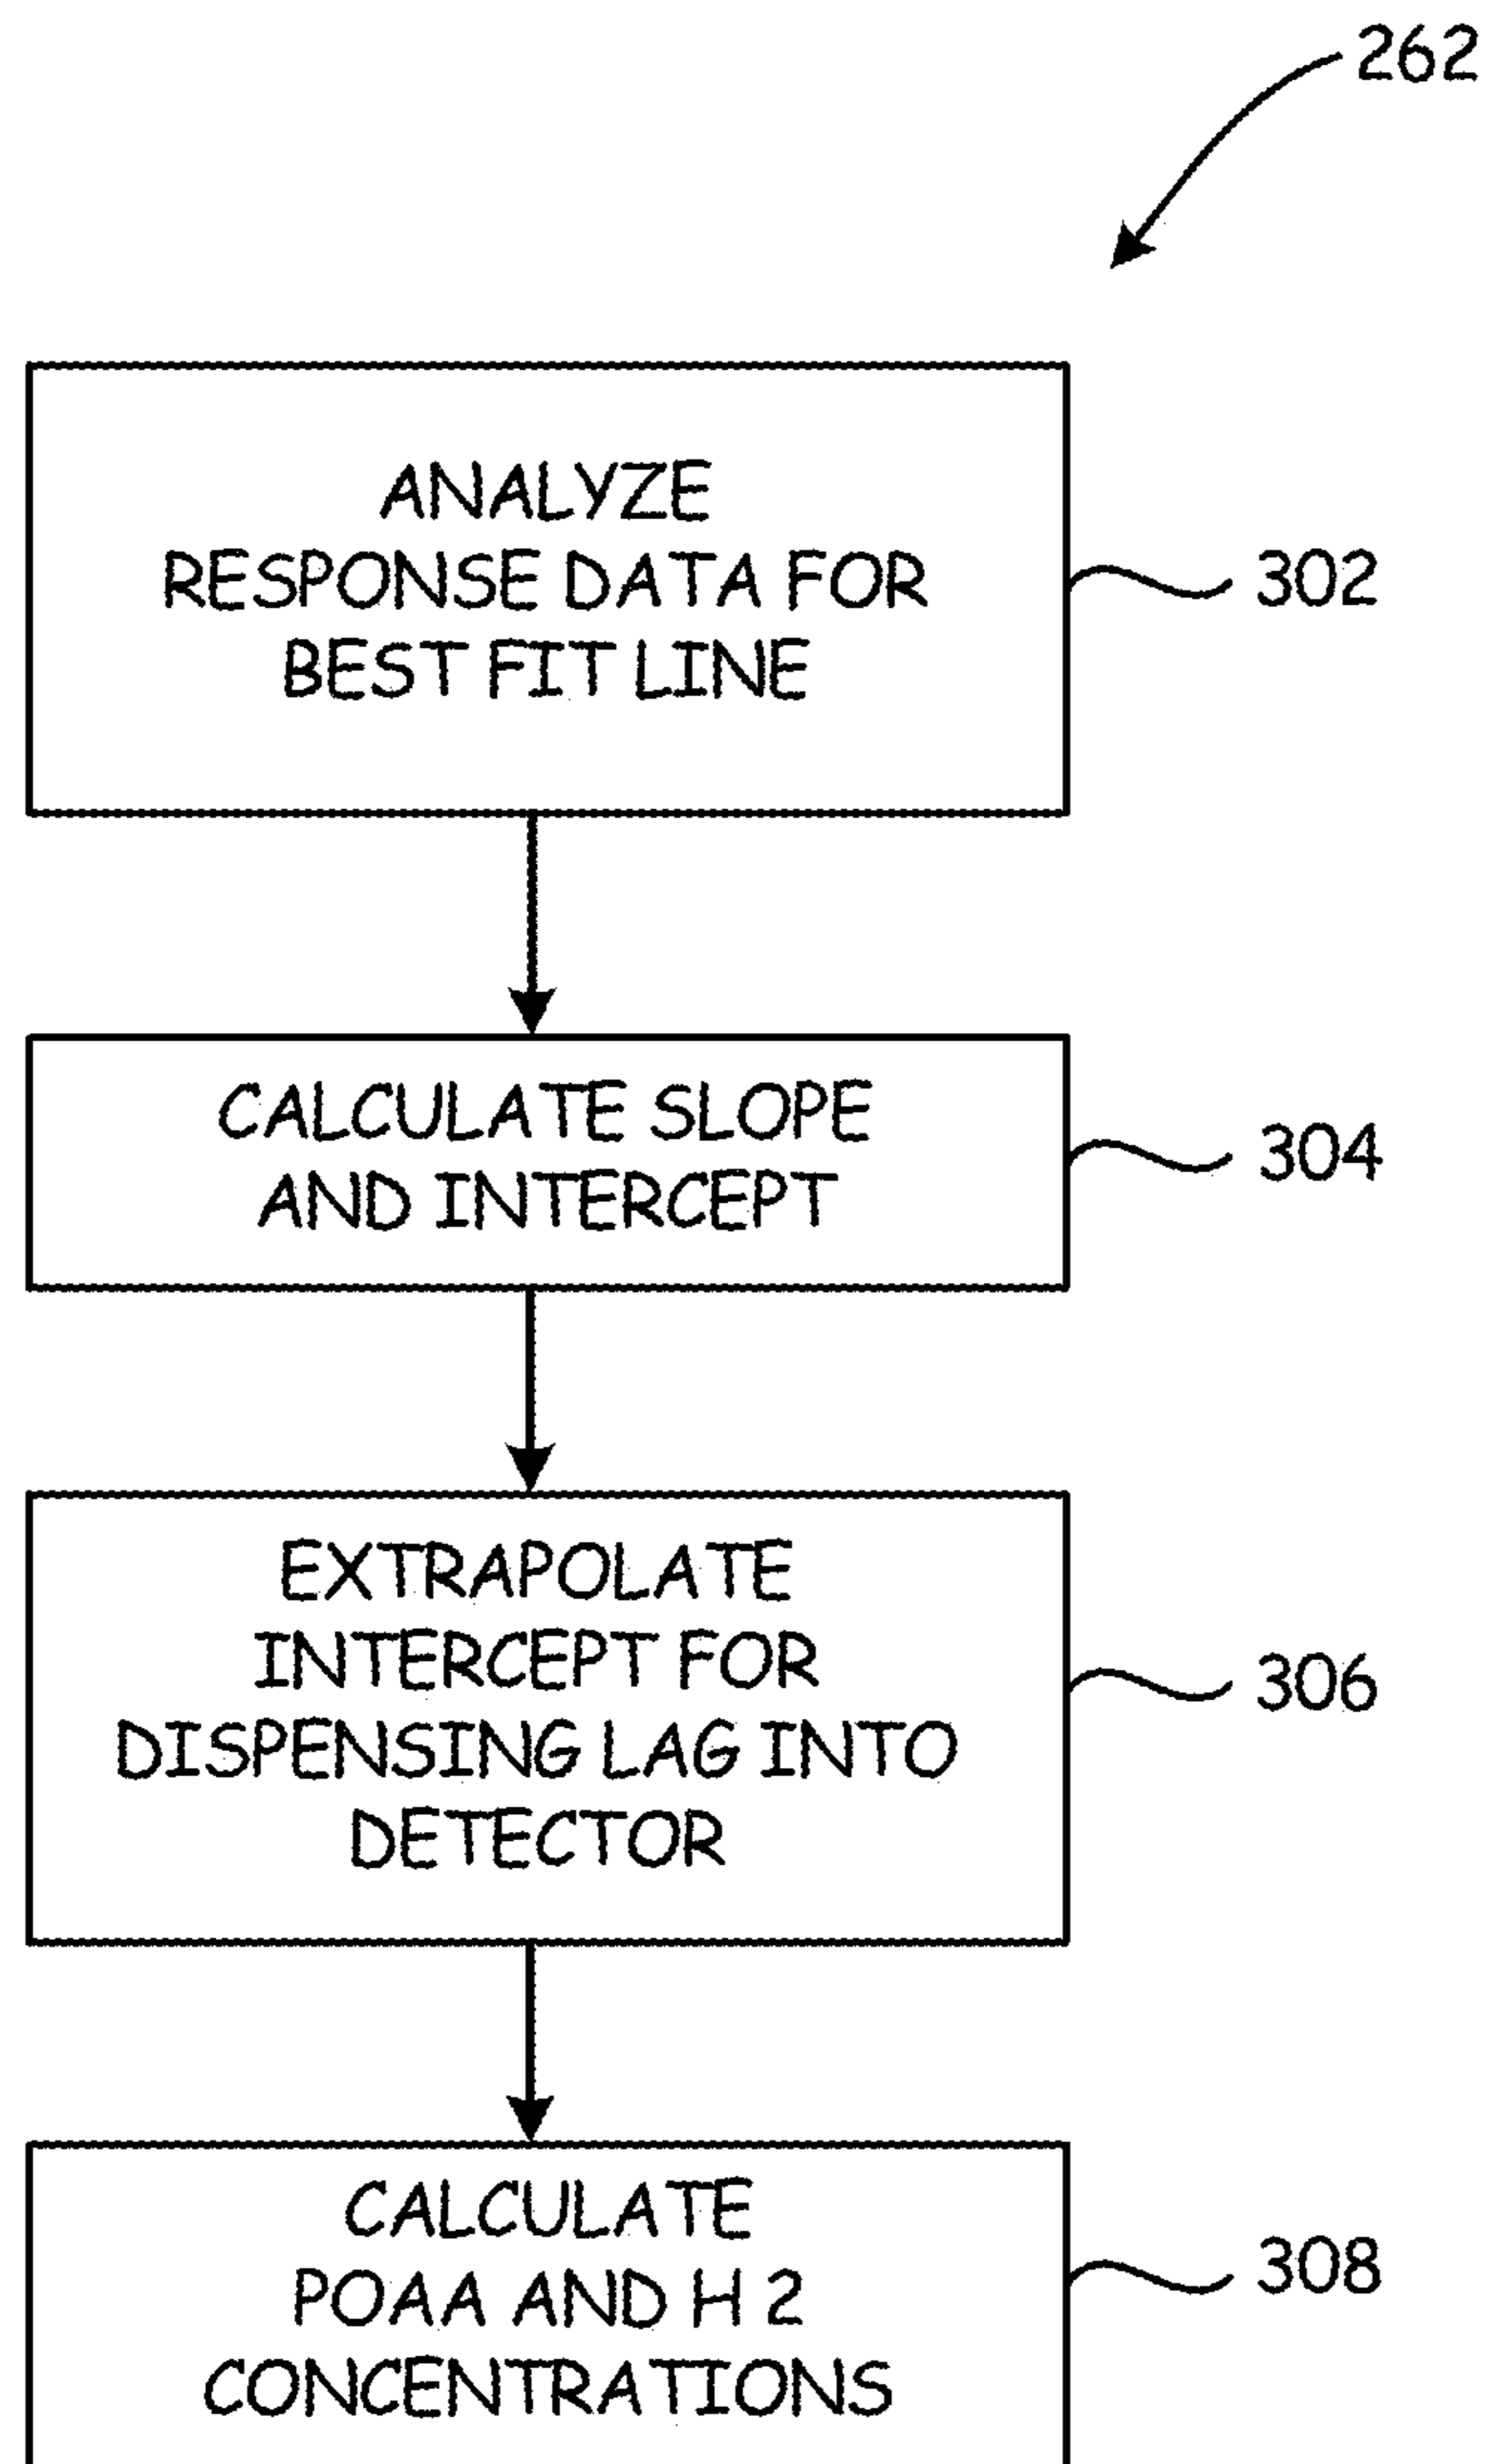 262
ANALYZE
RESPONSE DATA FOR
BEST FIT LINE
302
CALCULATE SLOPE
AND INTERCEPT
304
EXTRAPOLATE
INTERCEPT FOR
DISPENSING LAG INTO
DETECTOR
306
CALCULATE
POAA AND H 2
CONCENTRATIONS
308